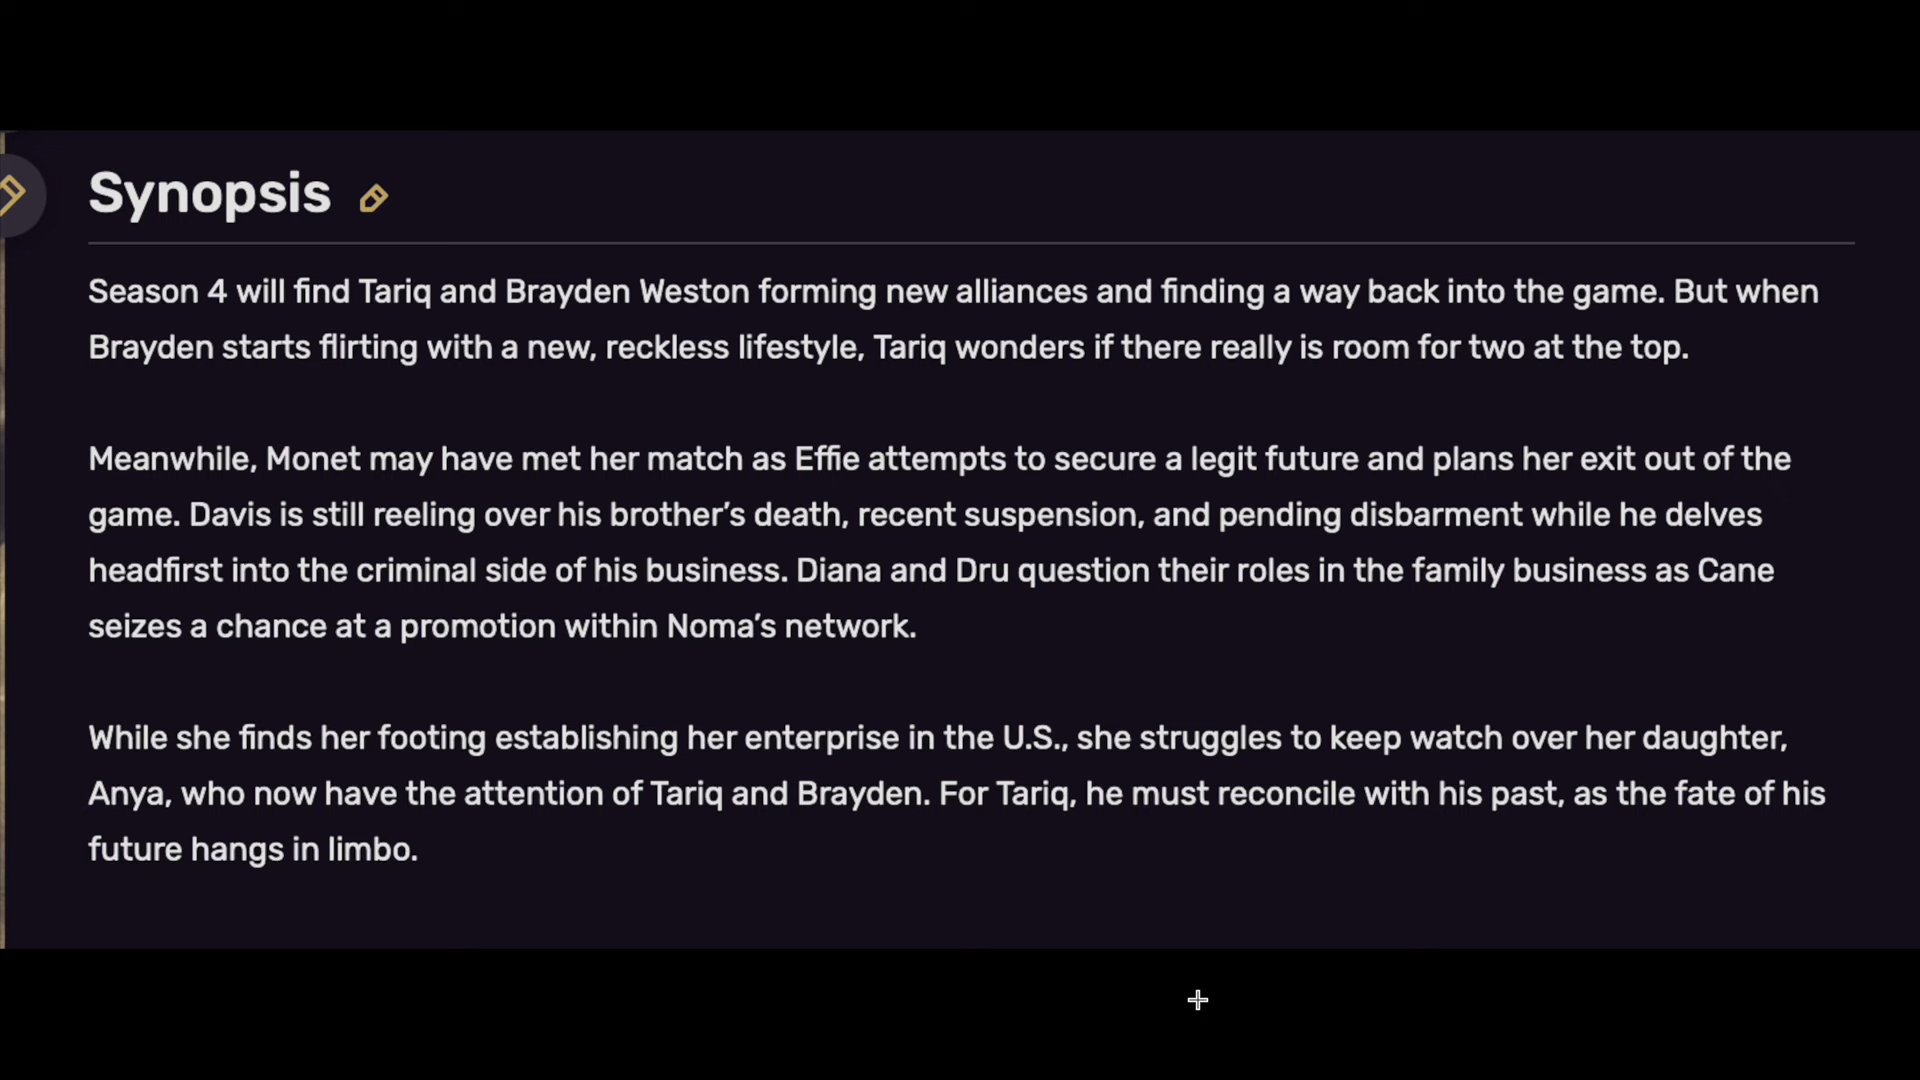 Synopsis
Season 4 will find Tariq and Brayden Weston forming new alliances and finding a way back into the game. But when
Brayden starts flirting with a new, reckless lifestyle, Tariq wonders if there really is room for two at the top.
Meanwhile, Monet may have met her match as Effie attempts to secure a legit future and plans her exit out of the
game. Davis is still reeling over his brother’s death, recent suspension, and pending disbarment while he delves
headfirst into the criminal side of his business. Diana and Dru question their roles in the family business as Cane
seizes a chance at a promotion within Noma’s network.
While she finds her footing establishing her enterprise in the U.S., she struggles to keep watch over her daughter,
Anya, who now have the attention of Tariq and Brayden. For Tariq, he must reconcile with his past, as the fate of his
future hangs in limbo.